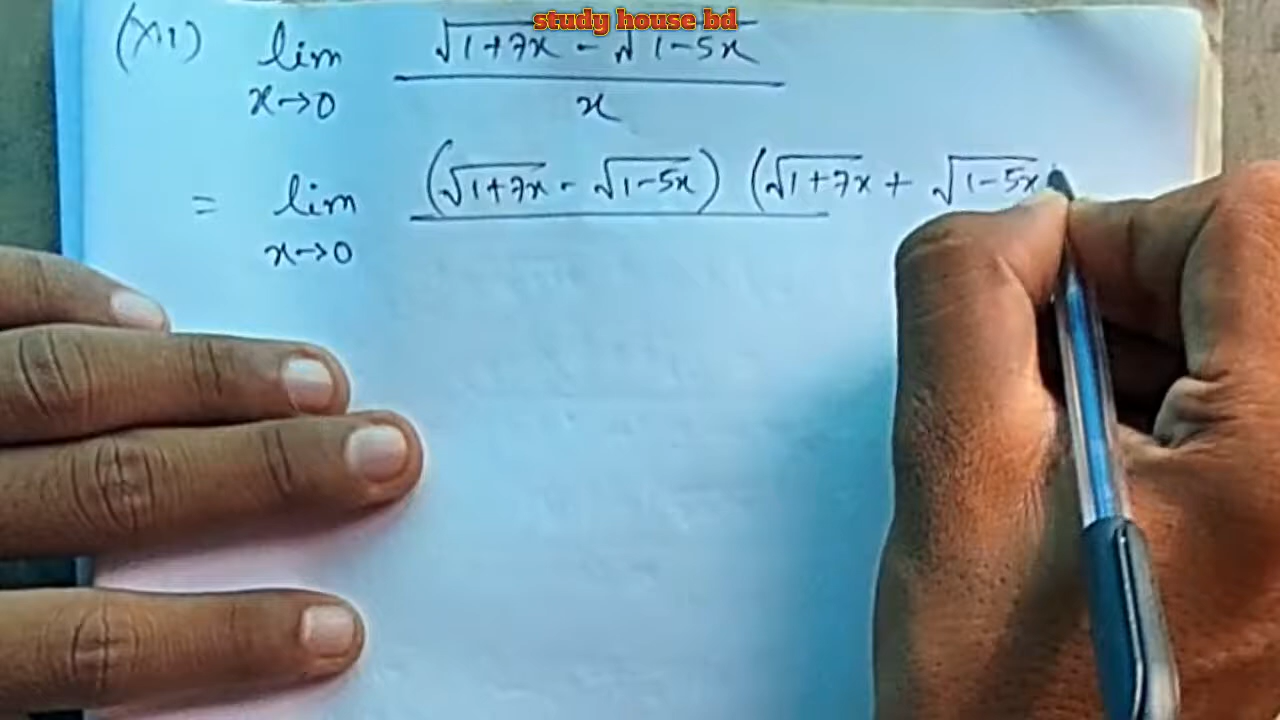 study house bd
(xi) lim x→0 (√1+7x - √1-5x) / x
= lim x→0 (√1+7x - √1-5x) (√1+7x + √1-5x